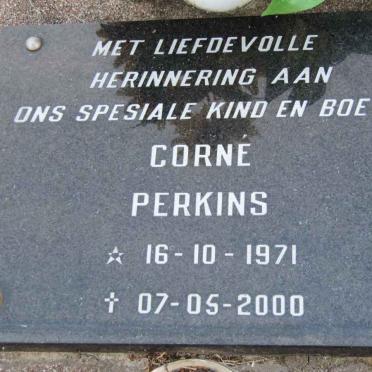 MET LIEFDEVOLLE
HERINNERING AAN
ONS SPESIALE KIND EN BOE
CORNÉ
PERKINS
☆ 16-10-1971
† 07-05-2000